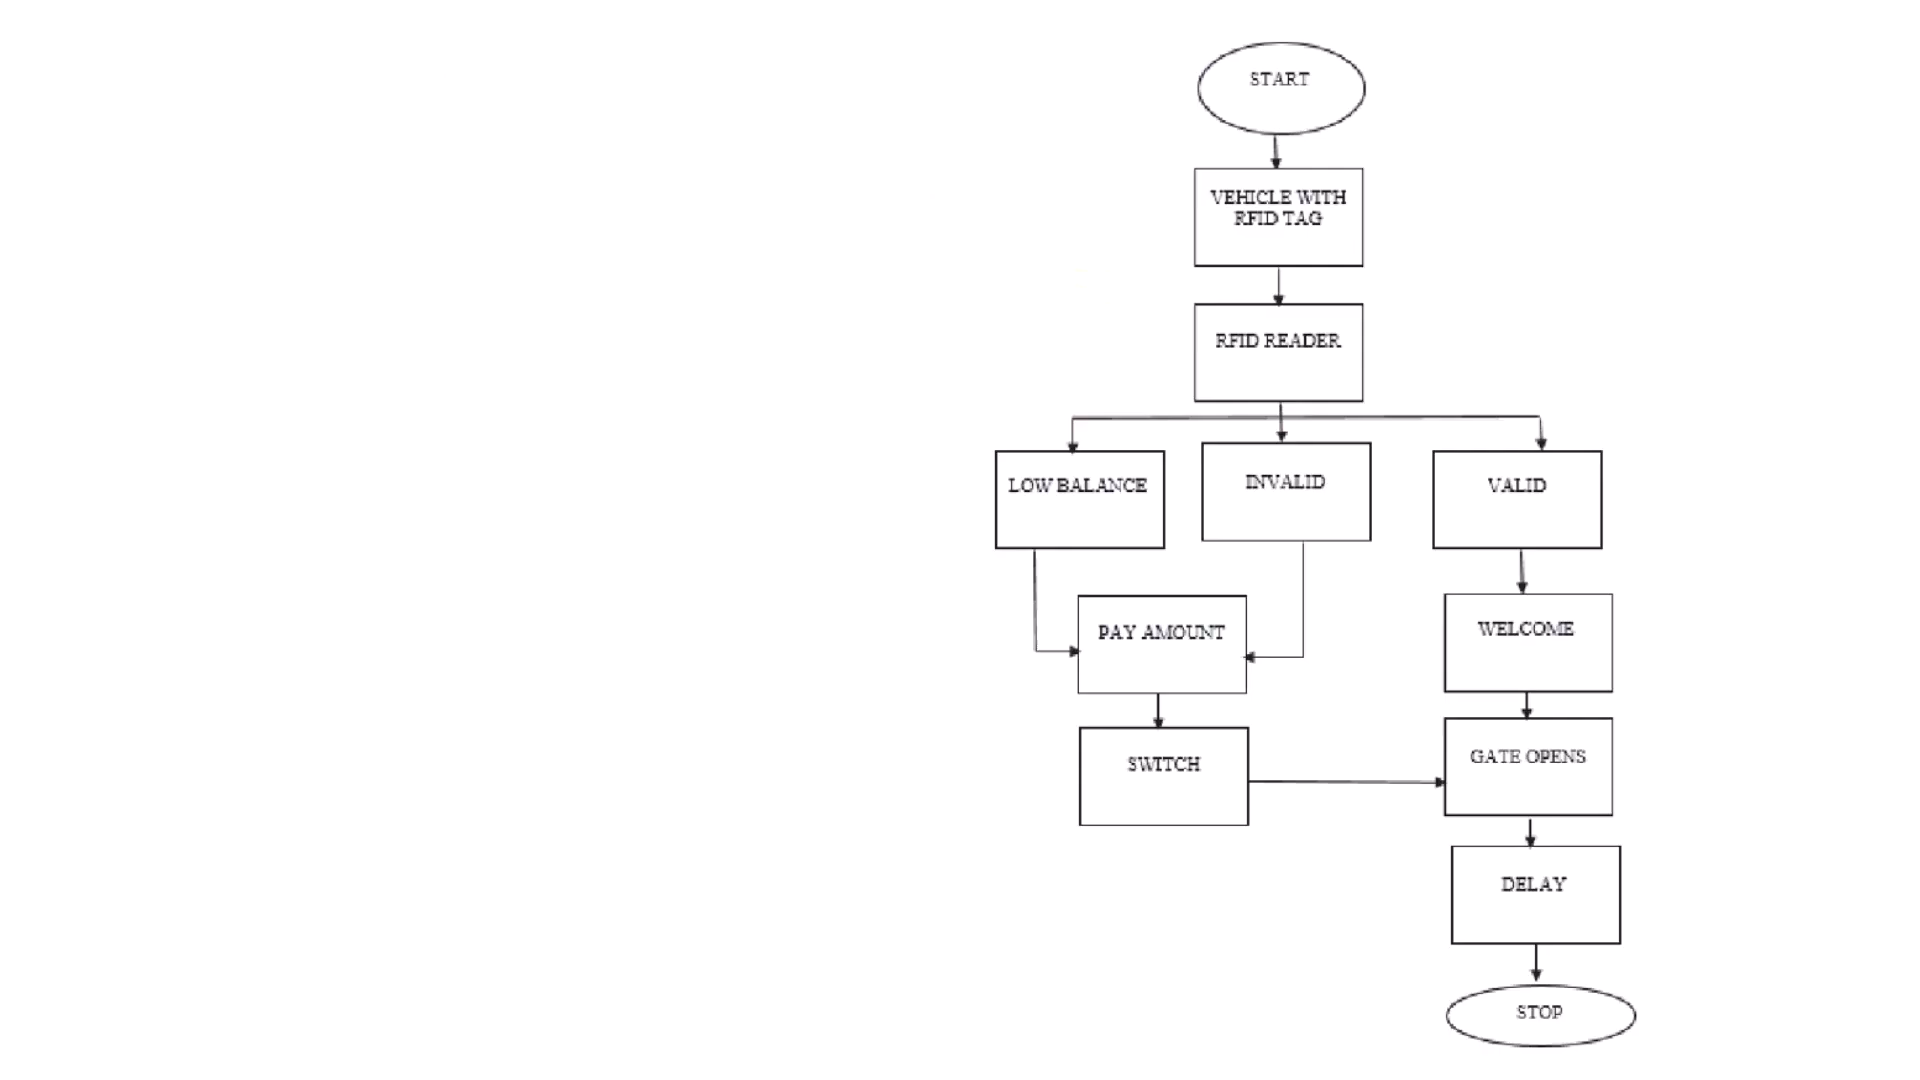 START
VEHICLE WITH
RFID TAG
RFID READER
LOW BALANCE
INVALID
VALID
PAY AMOUNT
WELCOME
SWITCH
GATE OPENS
DELAY
STOP